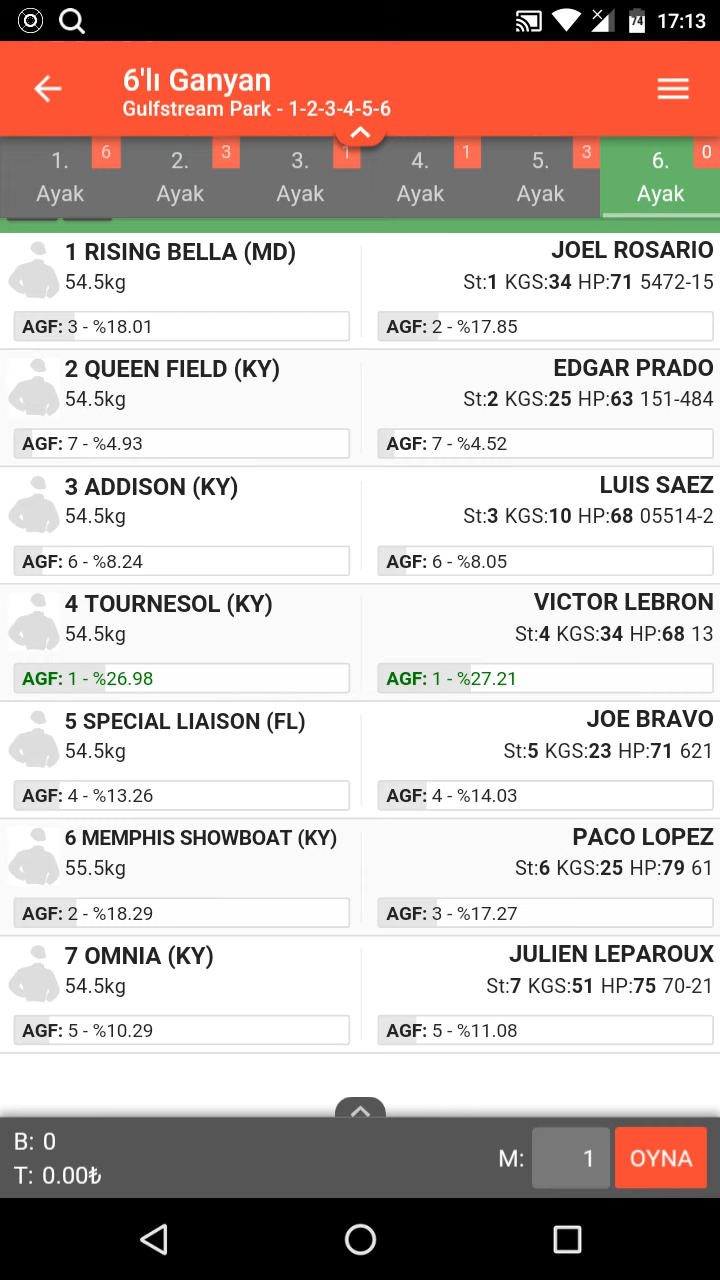 74 17:13
6'lı Ganyan
Gulfstream Park - 1-2-3-4-5-6
1. 6 2. 3 3. 1 4. 1 5. 3 6. 0
Ayak Ayak Ayak Ayak Ayak Ayak
1 RISING BELLA (MD) JOEL ROSARIO
54.5kg St:1 KGS:34 HP:71 5472-15
AGF: 3 - %18.01 AGF: 2 - %17.85
2 QUEEN FIELD (KY) EDGAR PRADO
54.5kg St:2 KGS:25 HP:63 151-484
AGF: 7 - %4.93 AGF: 7 - %4.52
3 ADDISON (KY) LUIS SAEZ
54.5kg St:3 KGS:10 HP:68 05514-2
AGF: 6 - %8.24 AGF: 6 - %8.05
4 TOURNESOL (KY) VICTOR LEBRON
54.5kg St:4 KGS:34 HP:68 13
AGF: 1 - %26.98 AGF: 1 - %27.21
5 SPECIAL LIAISON (FL) JOE BRAVO
54.5kg St:5 KGS:23 HP:71 621
AGF: 4 - %13.26 AGF: 4 - %14.03
6 MEMPHIS SHOWBOAT (KY) PACO LOPEZ
55.5kg St:6 KGS:25 HP:79 61
AGF: 2 - %18.29 AGF: 3 - %17.27
7 OMNIA (KY) JULIEN LEPAROUX
54.5kg St:7 KGS:51 HP:75 70-21
AGF: 5 - %10.29 AGF: 5 - %11.08
B: 0
T: 0.00₺
M: 1 OYNA